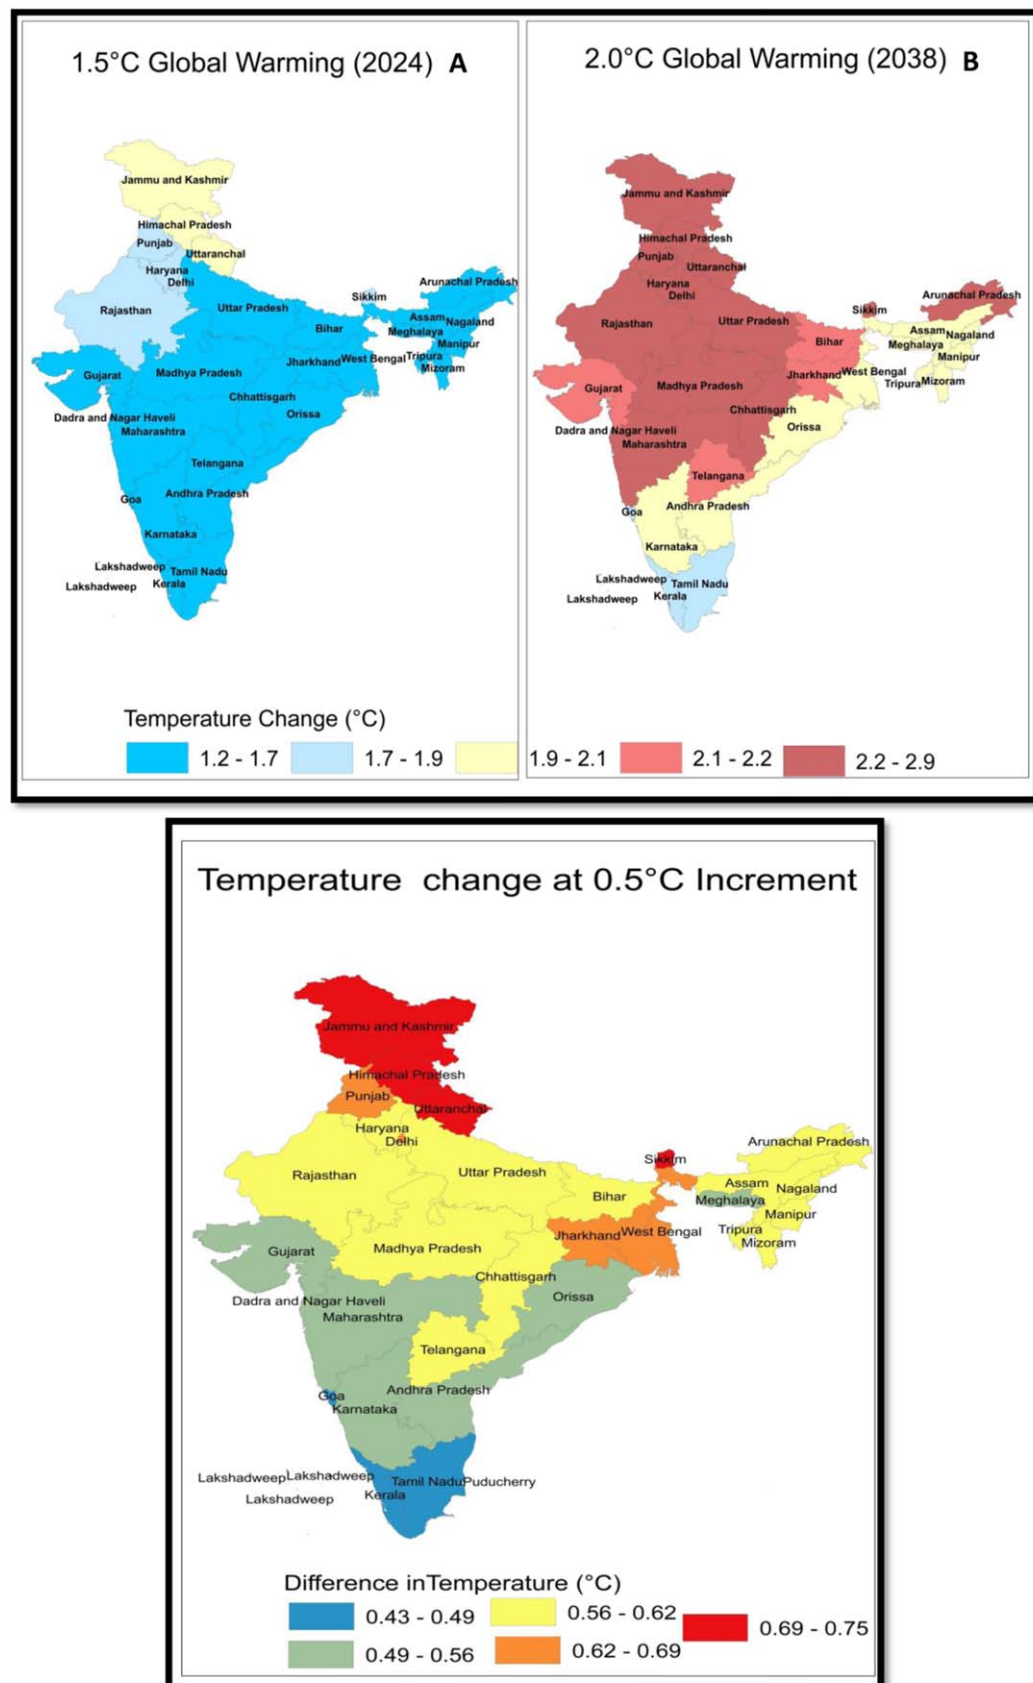 1.5°C Global Warming (2024) A
Jammu and Kashmir
Himachal Pradesh
Punjab
Uttaranchal
Haryana
Delhi
Rajasthan
Uttar Pradesh
Sikkim
Arunachal Pradesh
Assam
Nagaland
Meghalaya
Manipur
Bihar
Jharkhand
West Bengal
Tripura
Mizoram
Gujarat
Madhya Pradesh
Chhattisgarh
Orissa
Dadra and Nagar Haveli
Maharashtra
Telangana
Goa
Andhra Pradesh
Karnataka
Lakshadweep
Tamil Nadu
Lakshadweep
Kerala
2.0°C Global Warming (2038) B
Jammu and Kashmir
Himachal Pradesh
Punjab
Uttaranchal
Haryana
Delhi
Rajasthan
Uttar Pradesh
Sikkim
Arunachal Pradesh
Assam
Nagaland
Meghalaya
Manipur
Bihar
Jharkhand
West Bengal
Tripura
Mizoram
Gujarat
Madhya Pradesh
Chhattisgarh
Orissa
Dadra and Nagar Haveli
Maharashtra
Telangana
Goa
Andhra Pradesh
Karnataka
Lakshadweep
Tamil Nadu
Lakshadweep
Kerala
Temperature Change (°C)
1.2 - 1.7 1.7 - 1.9 1.9 - 2.1 2.1 - 2.2 2.2 - 2.9
Temperature change at 0.5°C Increment
Jammu and Kashmir
Himachal Pradesh
Punjab
Uttaranchal
Haryana
Delhi
Rajasthan
Uttar Pradesh
Sikkim
Arunachal Pradesh
Assam
Nagaland
Meghalaya
Manipur
Bihar
Tripura
Mizoram
Jharkhand
West Bengal
Gujarat
Madhya Pradesh
Chhattisgarh
Orissa
Dadra and Nagar Haveli
Maharashtra
Telangana
Andhra Pradesh
Goa
Karnataka
Lakshadweep
Lakshadweep
Tamil Nadu
Puducherry
Lakshadweep
Kerala
Difference inTemperature (°C)
0.43 - 0.49 0.56 - 0.62 0.69 - 0.75
0.49 - 0.56 0.62 - 0.69